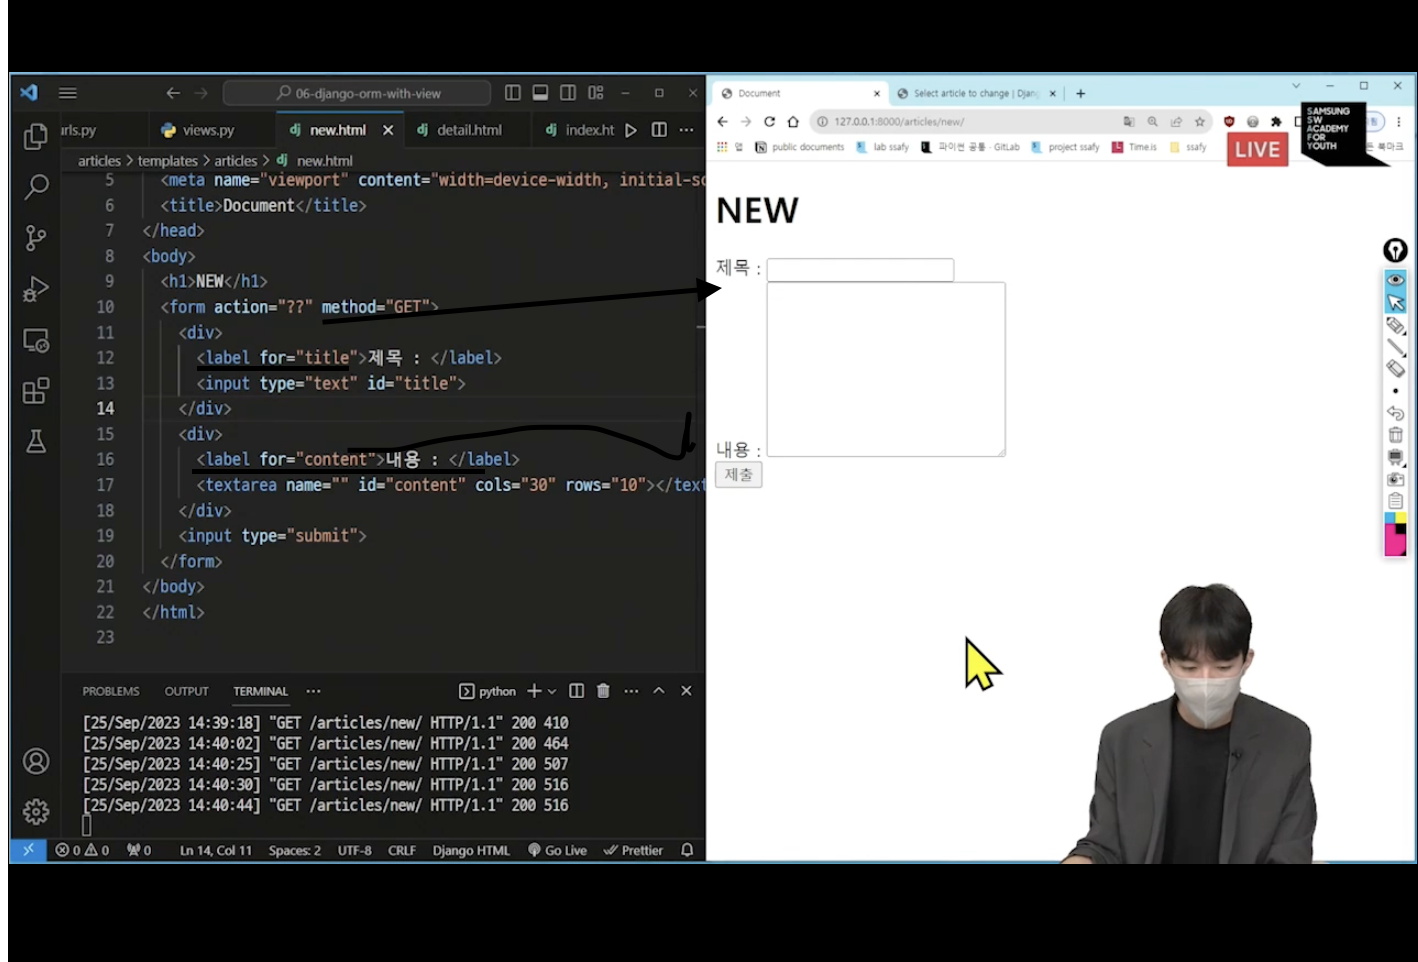 06-django-orm-with-view
rls.py
views.py
new.html
detail.html
index.ht
articles > templates > articles > new.html
5 <meta name="viewport" content="width=device-width, initial-sc
6 <title>Document</title>
7 </head>
8 <body>
9 <h1>NEW</h1>
10 <form action="??" method="GET">
11 <div>
12 <label for="title">제목 : </label>
13 <input type="text" id="title">
14 </div>
15 <div>
16 <label for="content">내용 : </label>
17 <textarea name="" id="content" cols="30" rows="10"></text
18 </div>
19 <input type="submit">
20 </form>
21 </body>
22 </html>
23
PROBLEMS OUTPUT TERMINAL ··· python
[25/Sep/2023 14:39:18] "GET /articles/new/ HTTP/1.1" 200 410
[25/Sep/2023 14:40:02] "GET /articles/new/ HTTP/1.1" 200 464
[25/Sep/2023 14:40:25] "GET /articles/new/ HTTP/1.1" 200 507
[25/Sep/2023 14:40:30] "GET /articles/new/ HTTP/1.1" 200 516
[25/Sep/2023 14:40:44] "GET /articles/new/ HTTP/1.1" 200 516
0 0 0 Ln 14, Col 11 Spaces: 2 UTF-8 CRLF Django HTML Go Live Prettier
Document
Select article to change | Djan
127.0.0.1:8000/articles/new/
앱 public documents lab ssafy 파이썬 공통 · GitLab project ssafy Time.is ssafy 북마크
LIVE
SAMSUNG
SW
ACADEMY
FOR
YOUTH
NEW
제목 :
내용 :
제출